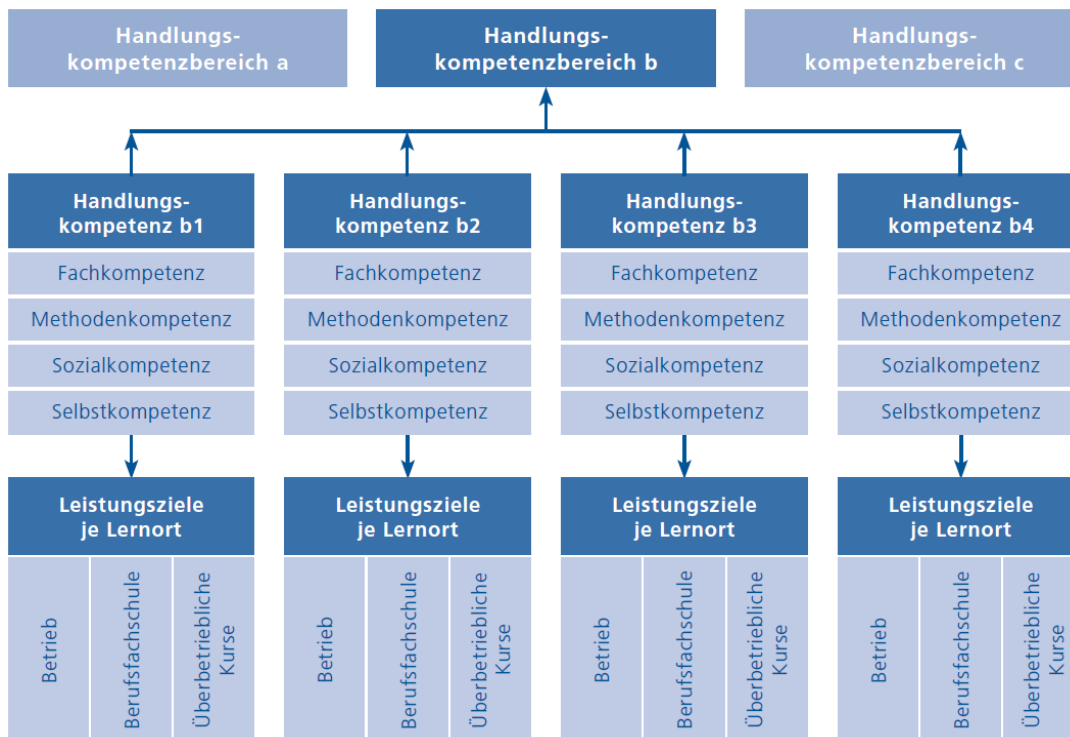 Handlungs-
kompetenzbereich a
Handlungs-
kompetenzbereich b
Handlungs-
kompetenzbereich c
Handlungs-
kompetenz b1
Handlungs-
kompetenz b2
Handlungs-
kompetenz b3
Handlungs-
kompetenz b4
Fachkompetenz
Fachkompetenz
Fachkompetenz
Fachkompetenz
Methodenkompetenz
Methodenkompetenz
Methodenkompetenz
Methodenkompetenz
Sozialkompetenz
Sozialkompetenz
Sozialkompetenz
Sozialkompetenz
Selbstkompetenz
Selbstkompetenz
Selbstkompetenz
Selbstkompetenz
Leistungsziele
je Lernort
Leistungsziele
je Lernort
Leistungsziele
je Lernort
Leistungsziele
je Lernort
Betrieb
Berufsfachschule
Überbetriebliche
Kurse
Betrieb
Berufsfachschule
Überbetriebliche
Kurse
Betrieb
Berufsfachschule
Überbetriebliche
Kurse
Betrieb
Berufsfachschule
Überbetriebliche
Kurse